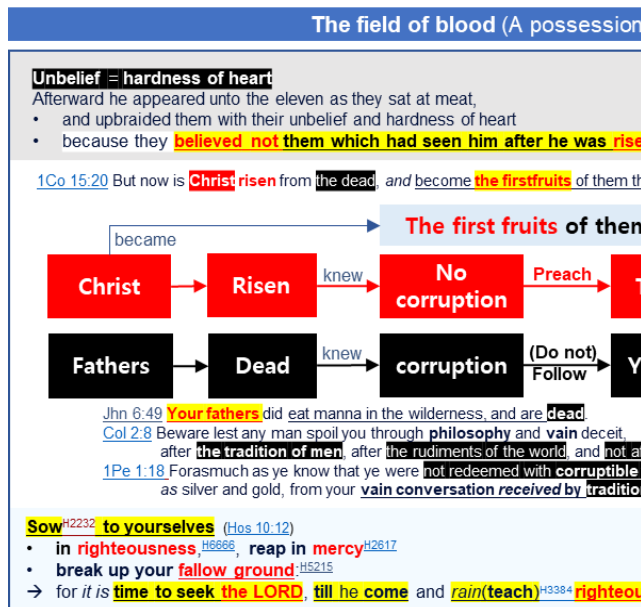 The field of blood (A possession
Unbelief = hardness of heart
Afterward he appeared unto the eleven as they sat at meat,
• and upbraided them with their unbelief and hardness of heart
• because they believed not them which had seen him after he was rise
1Co 15:20 But now is Christ risen from the dead, and become the firstfruits of them th
became
The first fruits of them
Christ
Risen
knew
No
corruption
Preach
T
Fathers
Dead
knew
corruption
(Do not)
Follow
Y
Jhn 6:49 Your fathers did eat manna in the wilderness, and are dead.
Col 2:8 Beware lest any man spoil you through philosophy and vain deceit,
after the tradition of men, after the rudiments of the world, and not af
1Pe 1:18 Forasmuch as ye know that ye were not redeemed with corruptible
as silver and gold, from your vain conversation received by tradition
Sow H2232 to yourselves (Hos 10:12)
• in righteousness, H6666, reap in mercy H2617
• break up your fallow ground: H5215
→ for it is time to seek the LORD, till he come and rain(teach) H3384 righteou